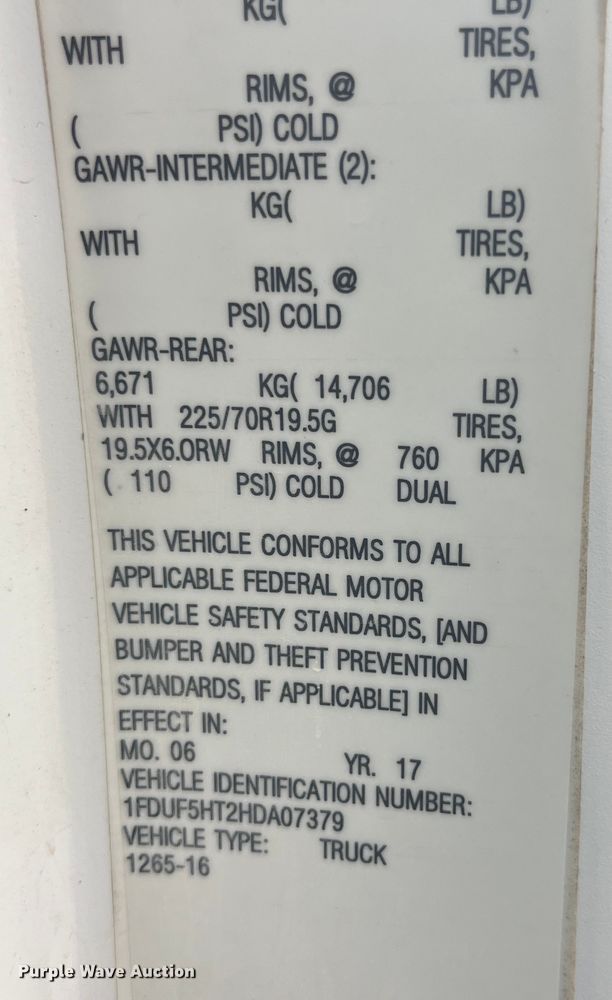 KG( LB)
WITH TIRES,
RIMS, @ KPA
( PSI) COLD
GAWR-INTERMEDIATE (2):
KG( LB)
WITH TIRES,
RIMS, @ KPA
( PSI) COLD
GAWR-REAR:
6,671 KG( 14,706 LB)
WITH 225/70R19.5G TIRES,
19.5X6.0RW RIMS, @ 760 KPA
( 110 PSI) COLD DUAL
THIS VEHICLE CONFORMS TO ALL
APPLICABLE FEDERAL MOTOR
VEHICLE SAFETY STANDARDS, [AND
BUMPER AND THEFT PREVENTION
STANDARDS, IF APPLICABLE] IN
EFFECT IN:
MO. 06 YR. 17
VEHICLE IDENTIFICATION NUMBER:
1FDUF5HT2HDA07379
VEHICLE TYPE: TRUCK
1265-16
Purple Wave Auction